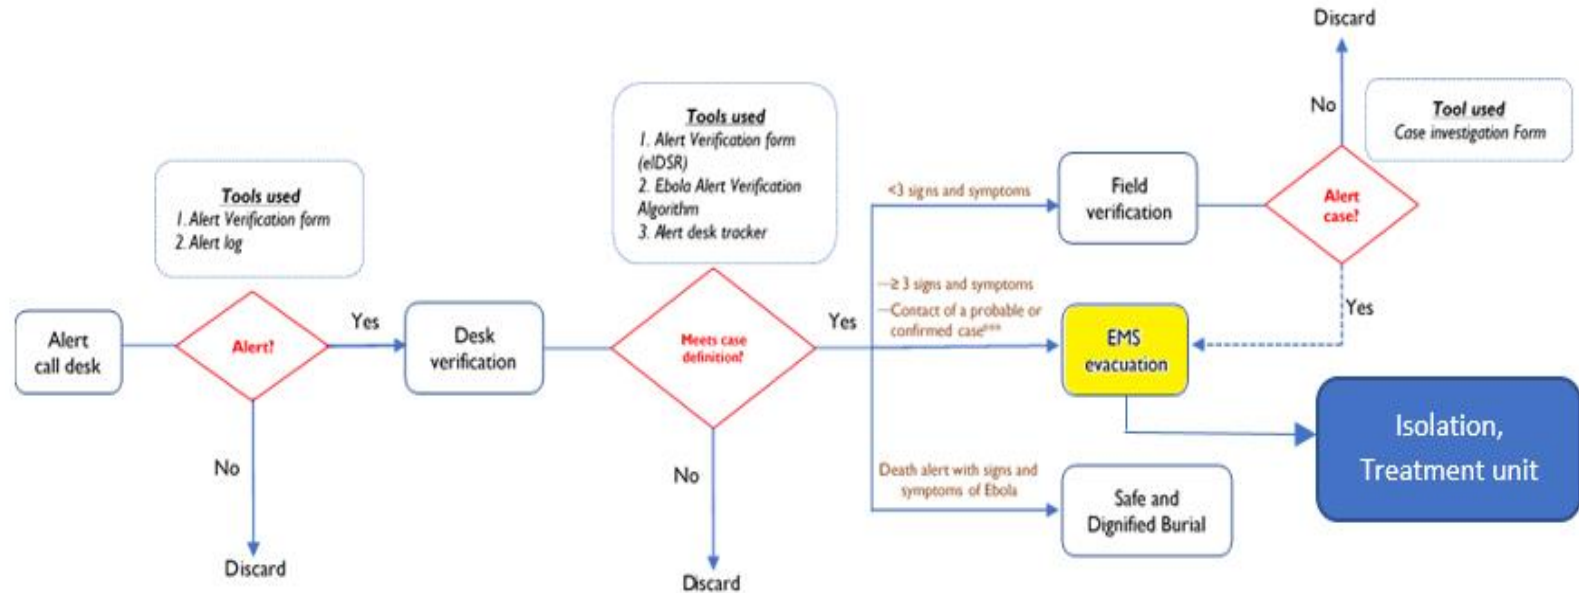 Alert
call desk
Tools used
1. Alert Verification form
2. Alert log
Alert?
Yes
No
Discard
Desk
verification
Tools used
1. Alert Verification form
(eIDSR)
2. Ebola Alert Verification
Algorithm
3. Alert desk tracker
Meets case
definition?
Yes
No
Discard
<3 signs and symptoms
Field
verification
Alert
case?
No
Discard
Tool used
Case investigation Form
Yes
—≥ 3 signs and symptoms
—Contact of a probable or
confirmed case***
EMS
evacuation
Isolation,
Treatment unit
Death alert with signs and
symptoms of Ebola
Safe and
Dignified Burial